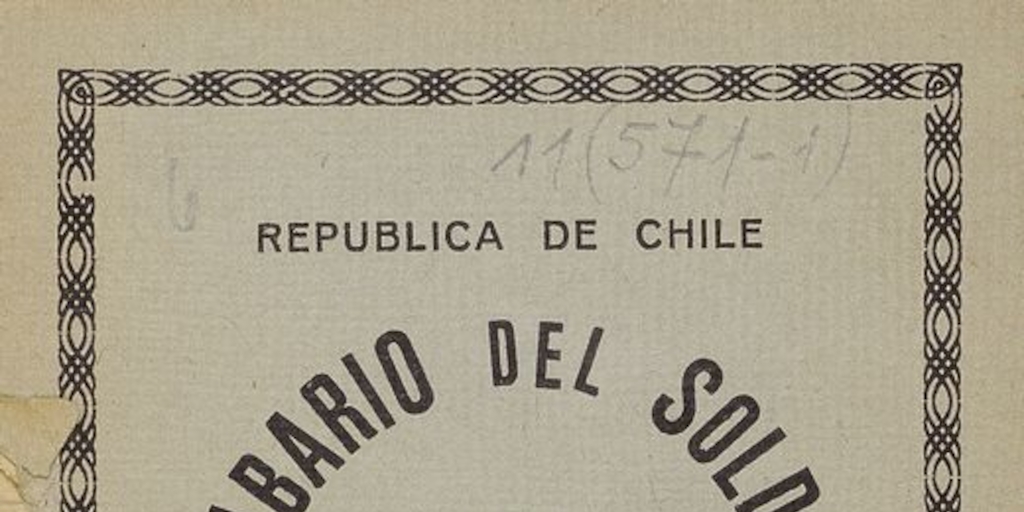 11(571-1)
REPUBLICA DE CHILE
ABARIO DEL SOLD